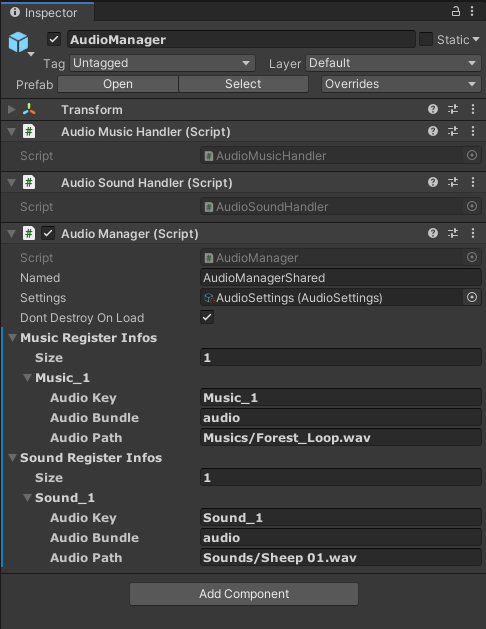 Inspector
AudioManager Static
Tag Untagged Layer Default
Prefab Open Select Overrides
Transform
# Audio Music Handler (Script)
Script # AudioMusicHandler
# Audio Sound Handler (Script)
Script # AudioSoundHandler
# Audio Manager (Script)
Script # AudioManager
Named AudioManagerShared
Settings AudioSettings (AudioSettings)
Dont Destroy On Load
Music Register Infos
Size 1
Music_1
Audio Key Music_1
Audio Bundle audio
Audio Path Musics/Forest_Loop.wav
Sound Register Infos
Size 1
Sound_1
Audio Key Sound_1
Audio Bundle audio
Audio Path Sounds/Sheep 01.wav
Add Component